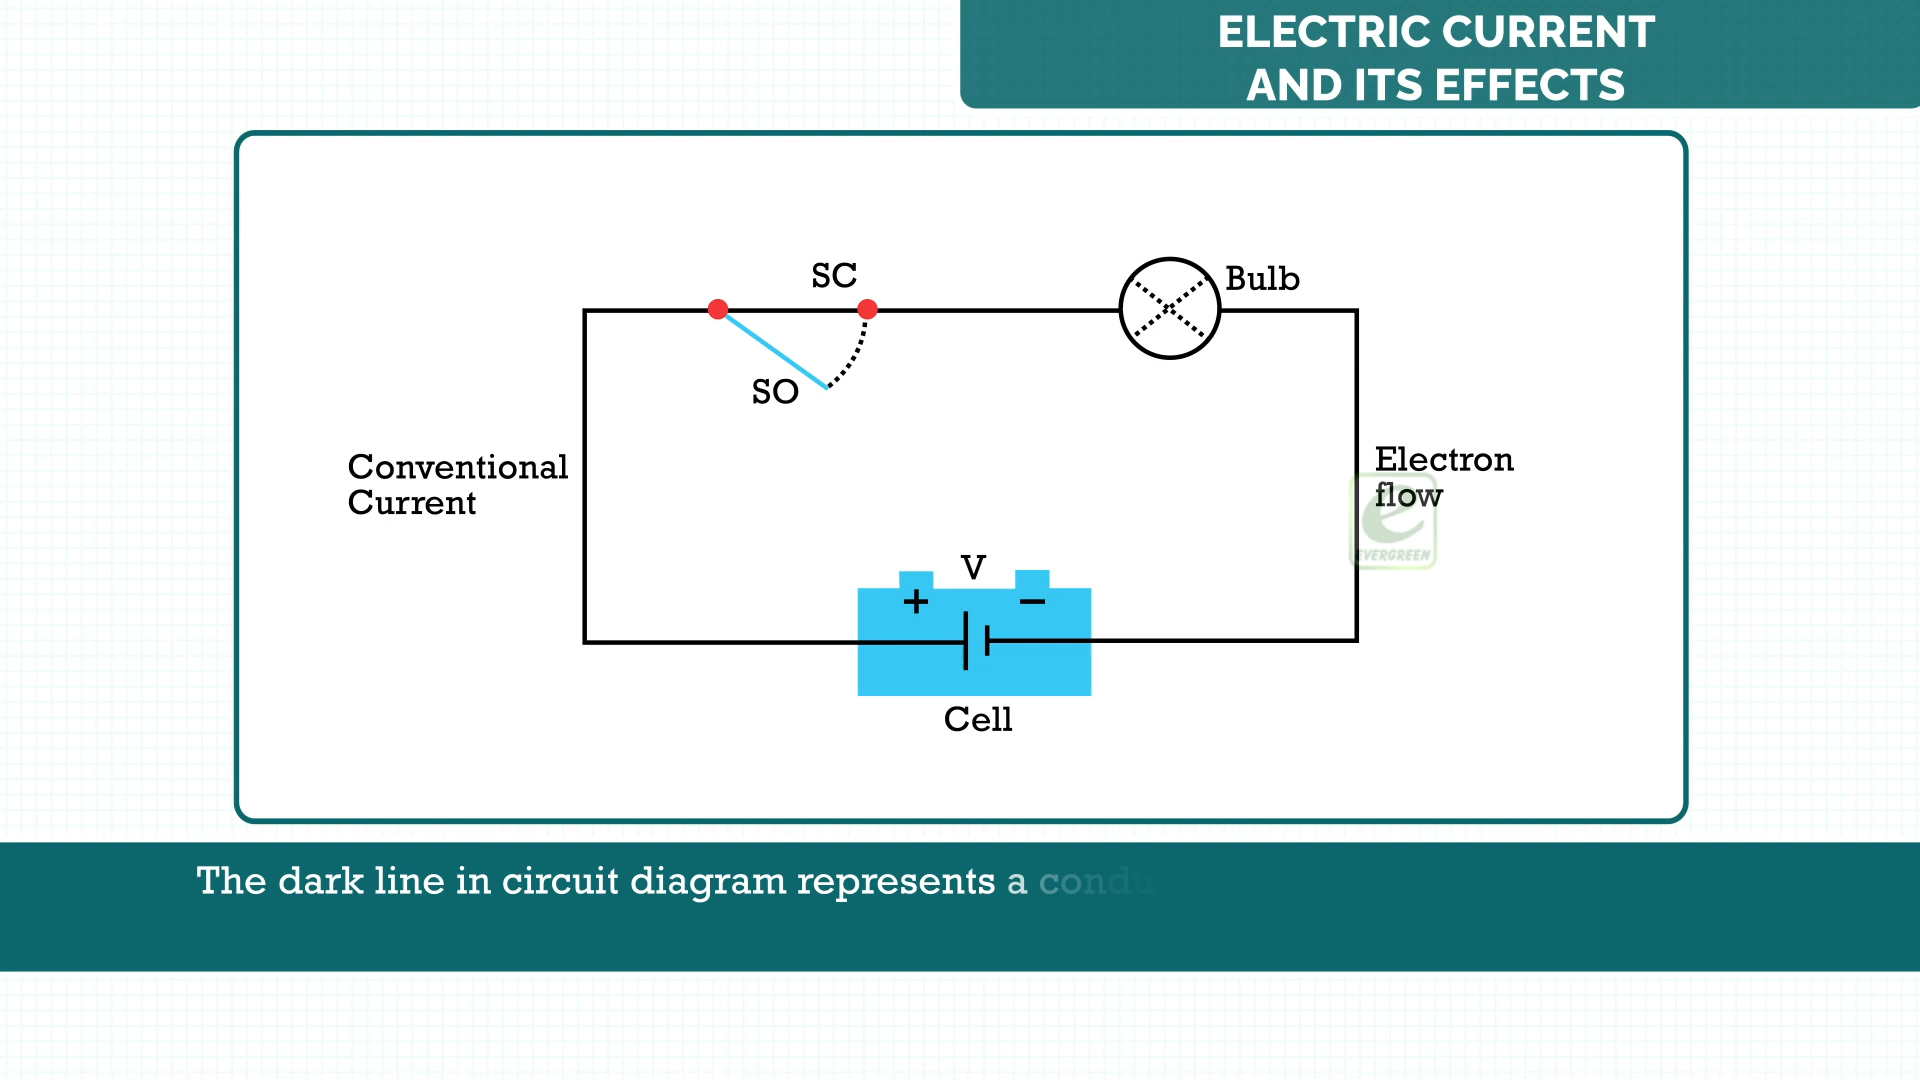 ELECTRIC CURRENT
AND ITS EFFECTS
SC
Bulb
SO
Conventional
Current
Electron
flow
EVERGREEN
V
+ −
Cell
The dark line in circuit diagram represents a condu